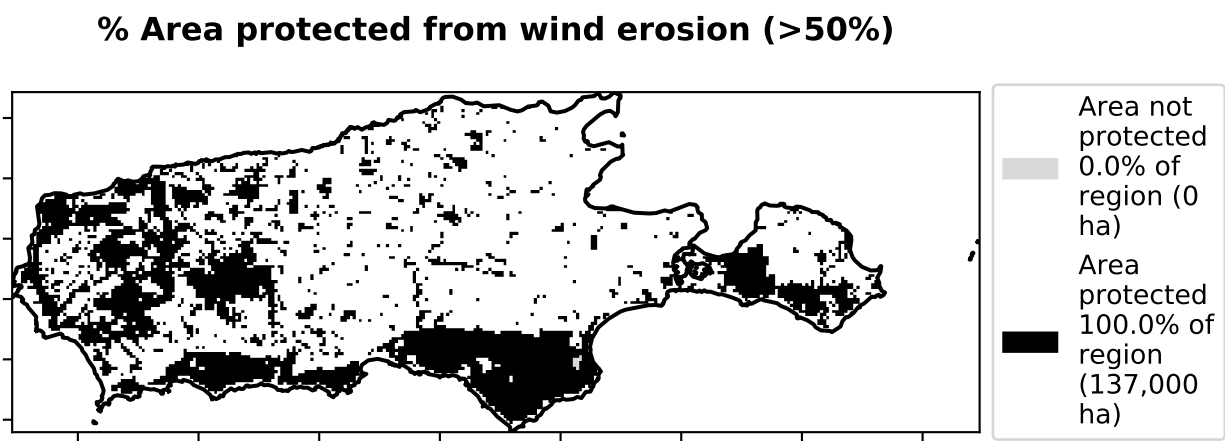 % Area protected from wind erosion (>50%)
Area not
protected
0.0% of
region (0
ha)
Area
protected
100.0% of
region
(137,000
ha)